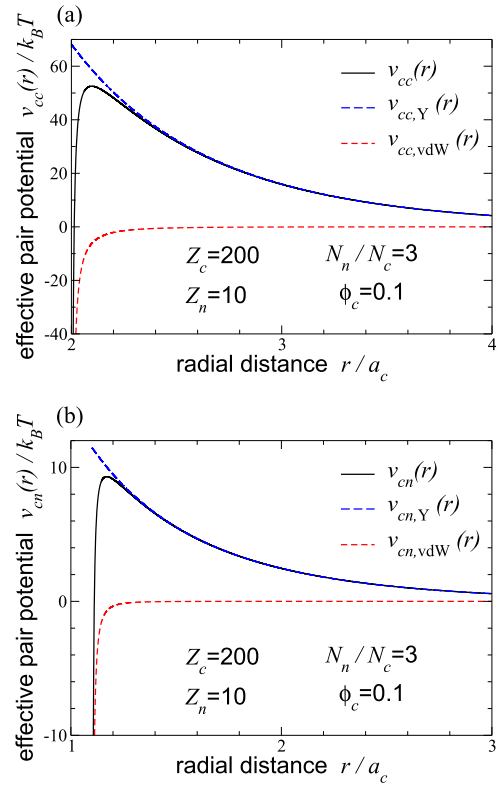 (a)
effective pair potential v_cc(r) / k_BT
60
40
20
0
-20
-40
v_cc(r)
v_cc,Y (r)
v_cc,vdW (r)
Z_c=200 N_n / N_c=3
Z_n=10 ϕ_c=0.1
2 3 4
radial distance r / a_c
(b)
effective pair potential v_cn(r) / k_BT
10
0
-10
v_cn(r)
v_cn,Y (r)
v_cn,vdW (r)
Z_c=200 N_n / N_c=3
Z_n=10 ϕ_c=0.1
1 2 3
radial distance r / a_c